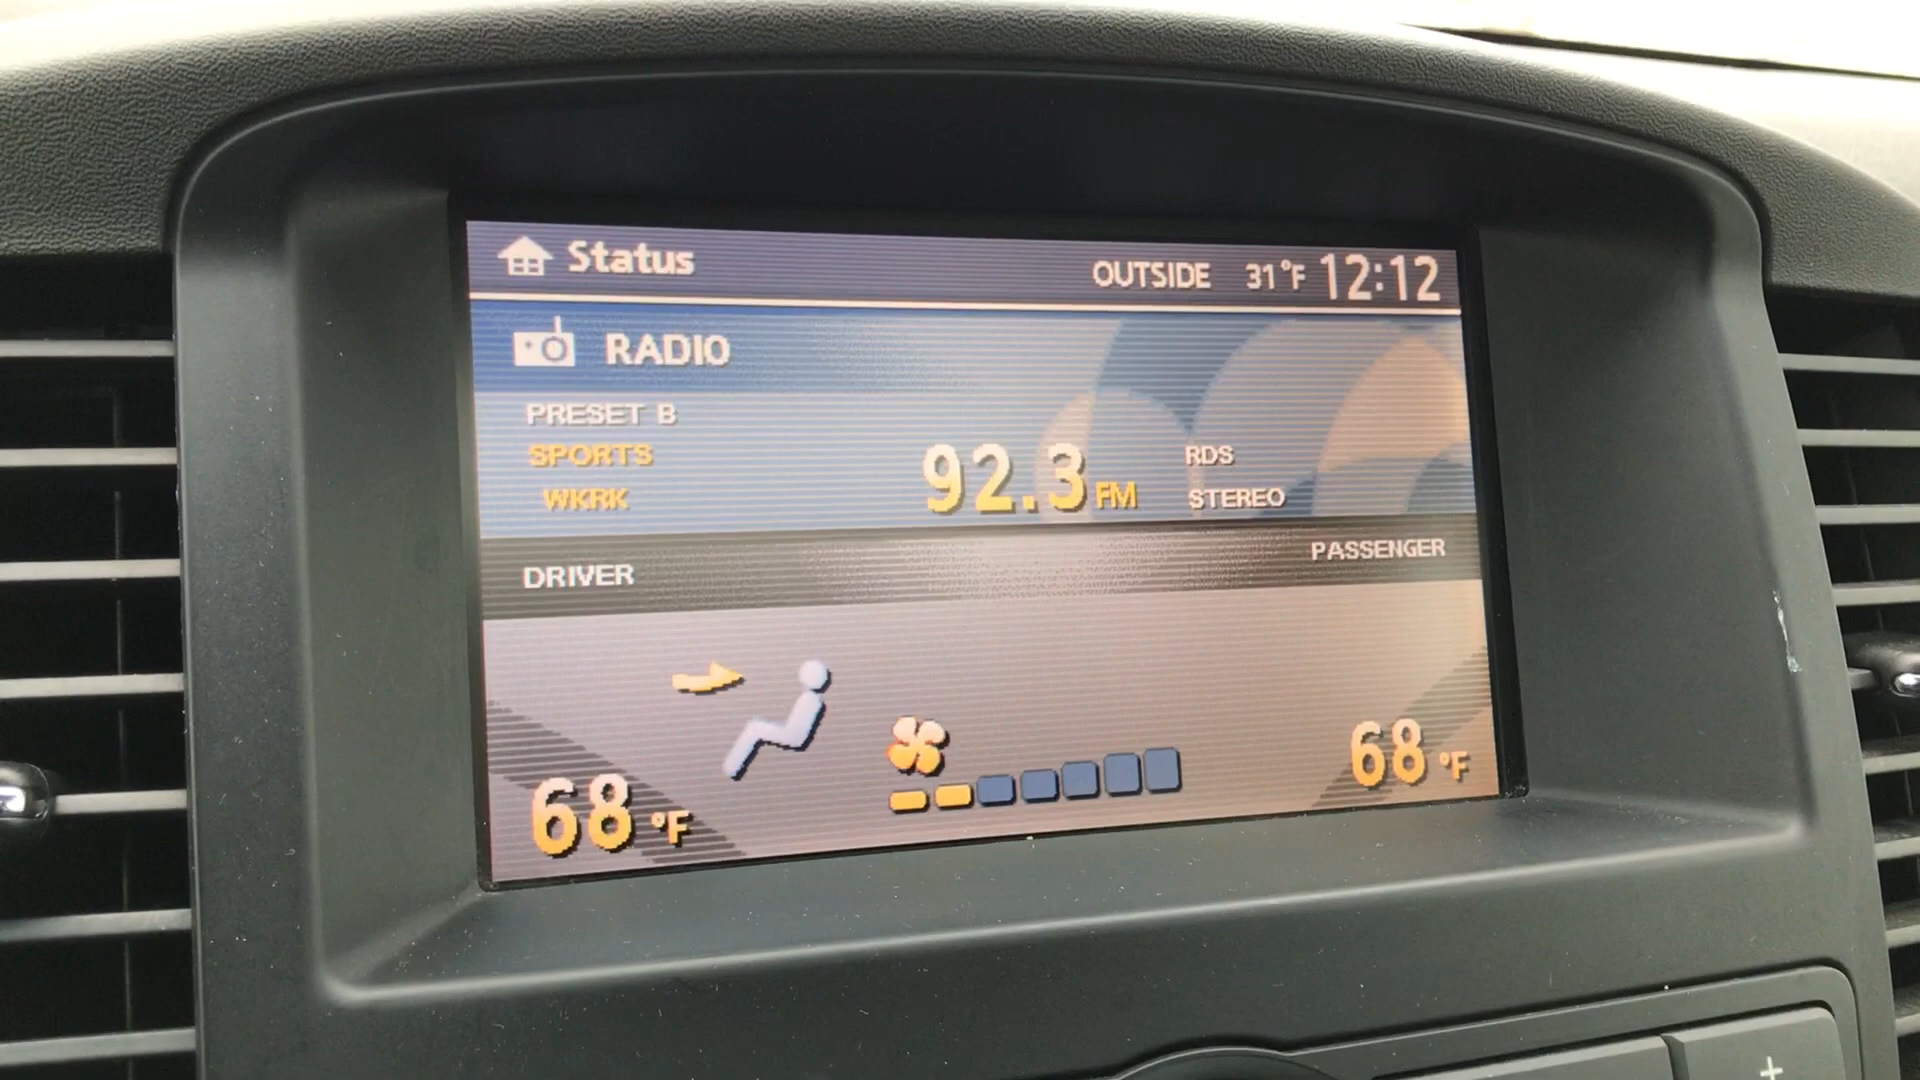 Status
OUTSIDE 31°F 12:12
RADIO
PRESET B
SPORTS
WKRK
92.3 FM
RDS
STEREO
DRIVER
PASSENGER
68 °F
68 °F
+